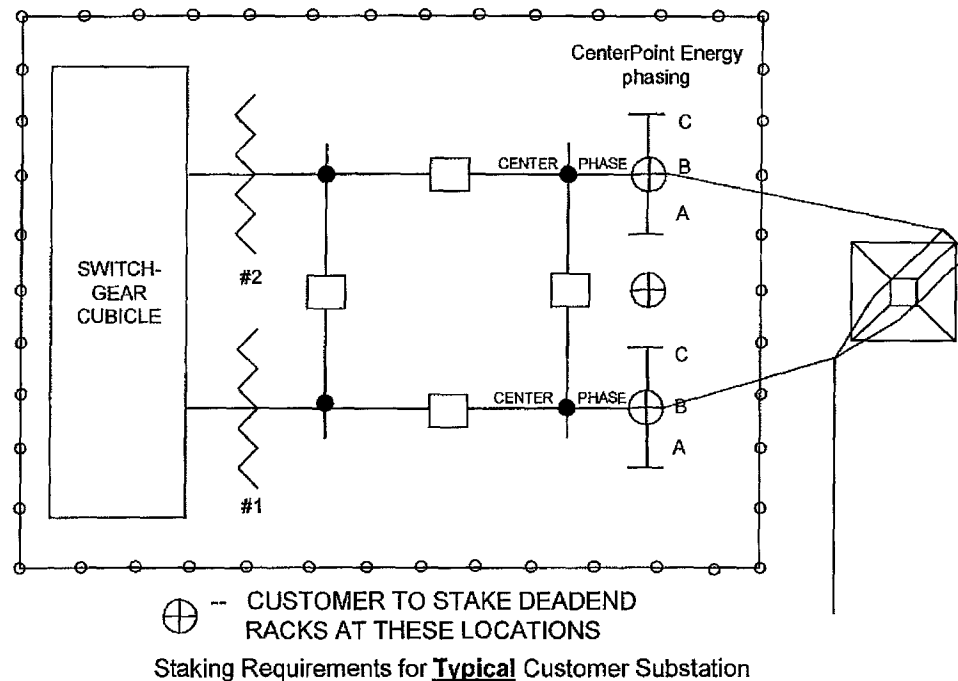 CenterPoint Energy
phasing
C
CENTER PHASE B
A
SWITCH-
GEAR
CUBICLE
#2
C
CENTER PHASE B
A
#1
-- CUSTOMER TO STAKE DEADEND
RACKS AT THESE LOCATIONS
Staking Requirements for Typical Customer Substation